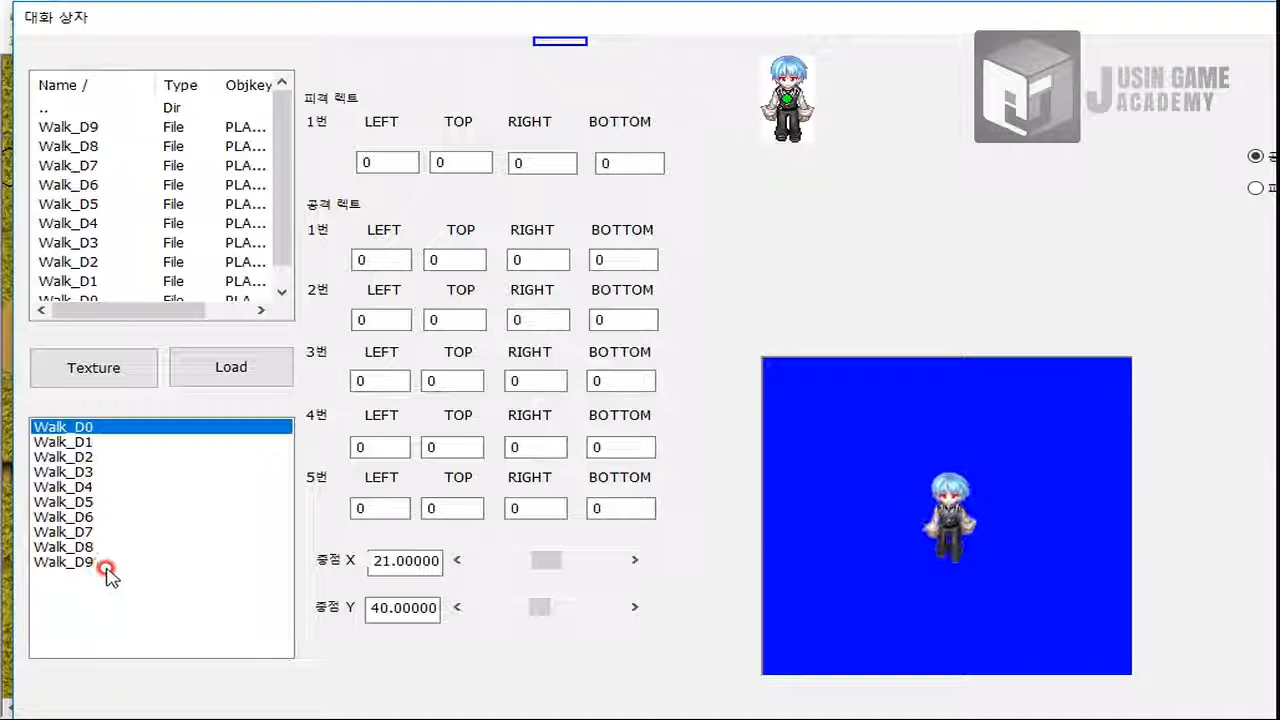 대화 상자
JUSIN GAME
ACADEMY
Name / Type Objkey
.. Dir
Walk_D9 File PLA...
Walk_D8 File PLA...
Walk_D7 File PLA...
Walk_D6 File PLA...
Walk_D5 File PLA...
Walk_D4 File PLA...
Walk_D3 File PLA...
Walk_D2 File PLA...
Walk_D1 File PLA...
피격 렉트
1번 LEFT TOP RIGHT BOTTOM
0 0 0 0
공격 렉트
1번 LEFT TOP RIGHT BOTTOM
0 0 0 0
2번 LEFT TOP RIGHT BOTTOM
0 0 0 0
3번 LEFT TOP RIGHT BOTTOM
0 0 0 0
4번 LEFT TOP RIGHT BOTTOM
0 0 0 0
5번 LEFT TOP RIGHT BOTTOM
0 0 0 0
Texture Load
Walk_D0
Walk_D1
Walk_D2
Walk_D3
Walk_D4
Walk_D5
Walk_D6
Walk_D7
Walk_D8
Walk_D9
중점 X 21.00000 < >
중점 Y 40.00000 < >